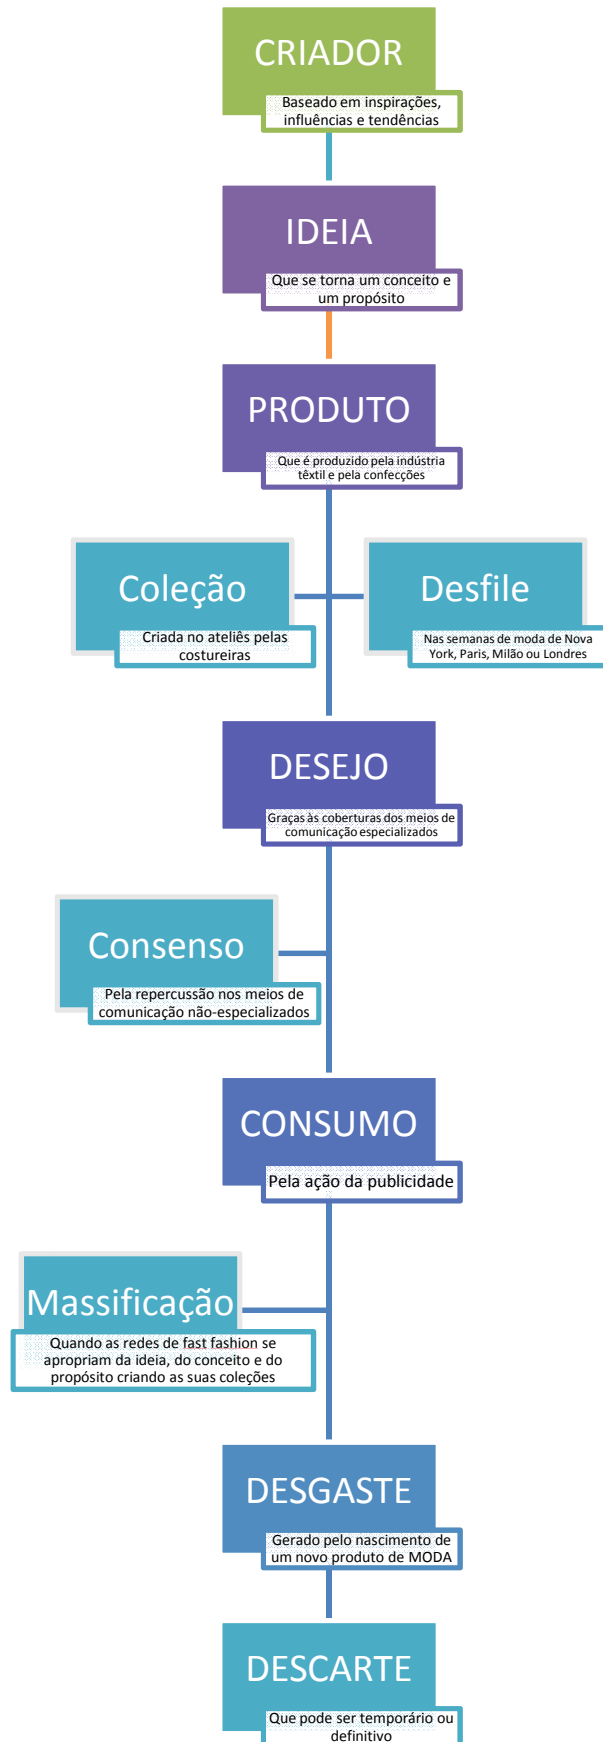 CRIADOR
Baseado em inspirações,
influências e tendências
IDEIA
Que se torna um conceito e
um propósito
PRODUTO
Que é produzido pela indústria
têxtil e pela confecções
Coleção
Criada no ateliês pelas
costureiras
Desfile
Nas semanas de moda de Nova
York, Paris, Milão ou Londres
DESEJO
Graças às coberturas dos meios de
comunicação especializados
Consenso
Pela repercussão nos meios de
comunicação não-especializados
CONSUMO
Pela ação da publicidade
Massificação
Quando as redes de fast fashion se
apropriam da ideia, do conceito e do
propósito criando as suas coleções
DESGASTE
Gerado pelo nascimento de
um novo produto de MODA
DESCARTE
Que pode ser temporário ou
definitivo